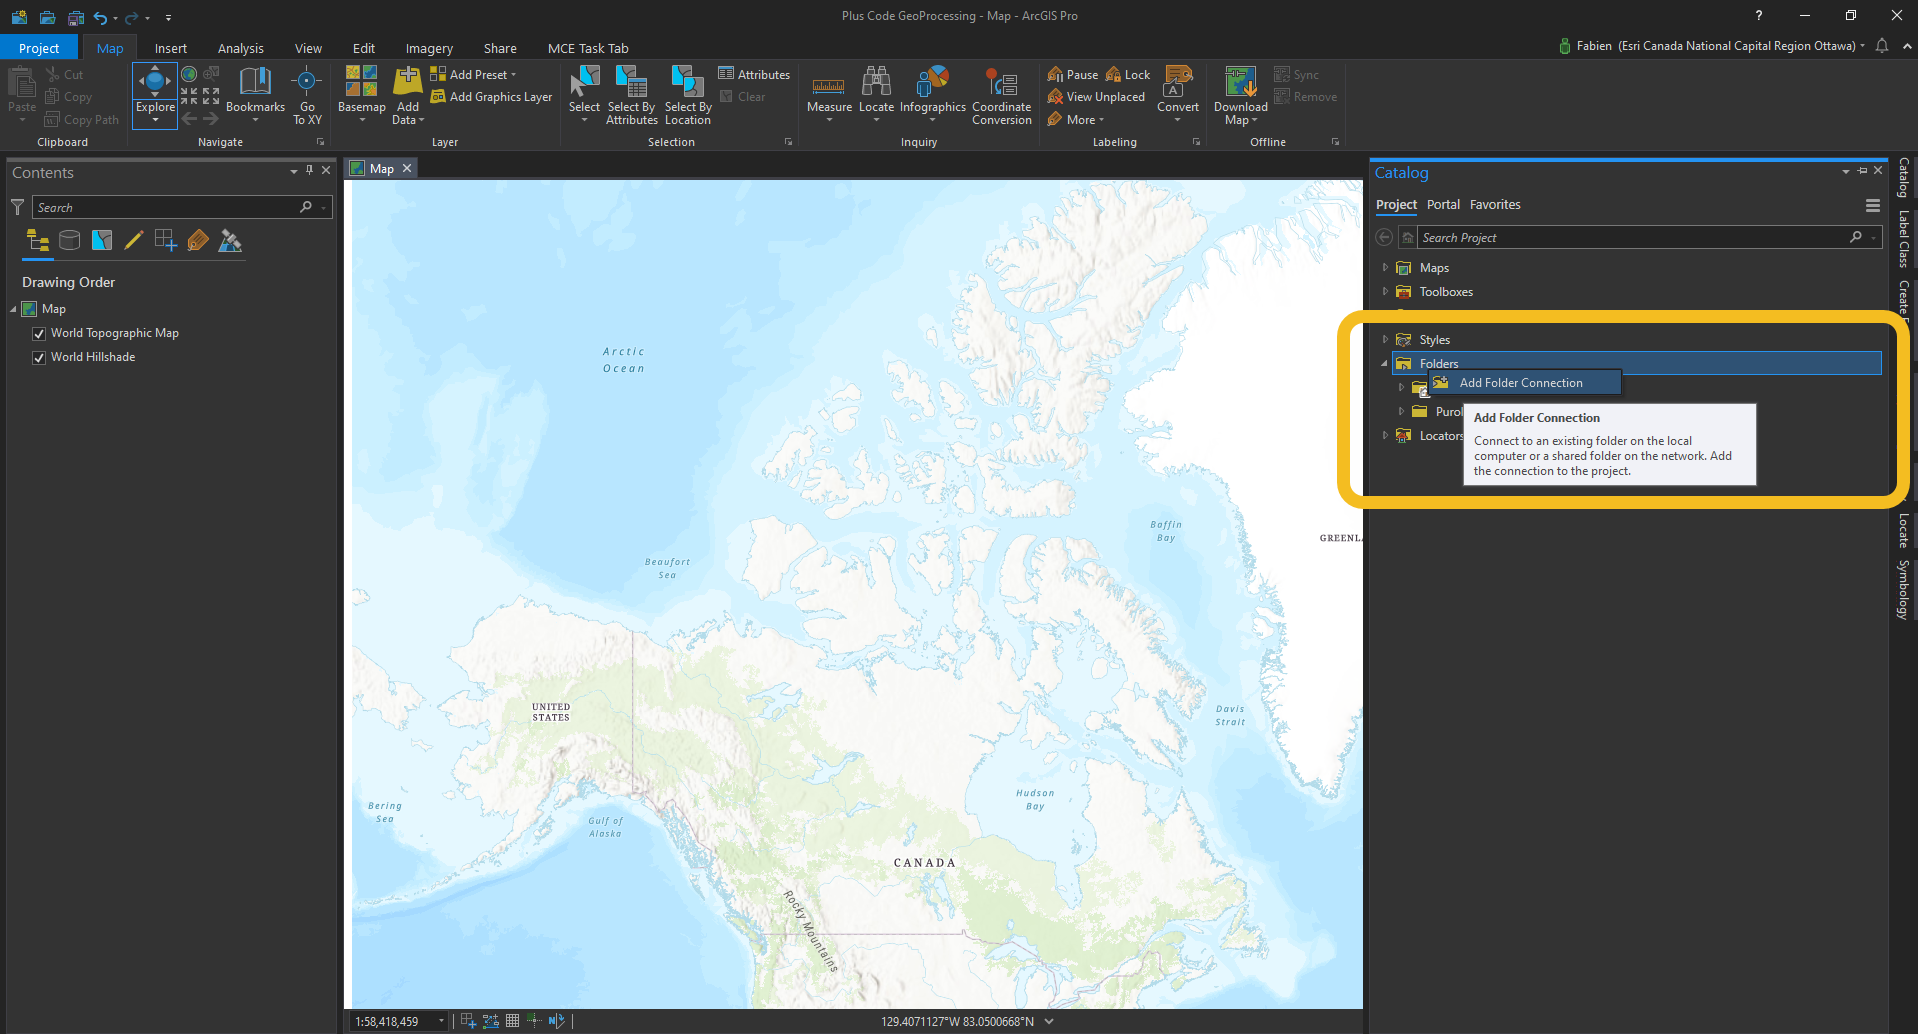 Plus Code GeoProcessing - Map - ArcGIS Pro
?
Project
Map
Insert
Analysis
View
Edit
Imagery
Share
MCE Task Tab
Fabien (Esri Canada National Capital Region Ottawa)
Paste
Cut
Copy
Copy Path
Clipboard
Explore
Bookmarks
Go
To XY
Navigate
Basemap
Add
Data
Add Preset
Add Graphics Layer
Layer
Select
Select By
Attributes
Select By
Location
Attributes
Clear
Selection
Measure
Locate
Infographics
Coordinate
Conversion
Inquiry
Pause
Lock
View Unplaced
More
Convert
Labeling
Download
Map
Sync
Remove
Offline
Contents
Search
Drawing Order
Map
World Topographic Map
World Hillshade
Map
Arctic
Ocean
Beaufort
Sea
Baffin
Bay
GREENLA
UNITED
STATES
Davis
Strait
Bering
Sea
Gulf of
Alaska
Hudson
Bay
CANADA
Rocky Mountains
1:58,418,459
129.4071127°W 83.0500668°N
Catalog
Project
Portal
Favorites
Search Project
Maps
Toolboxes
Styles
Folders
Add Folder Connection
Purol
Locators
Add Folder Connection
Connect to an existing folder on the local
computer or a shared folder on the network. Add
the connection to the project.
Catalog
Label Class
Create F
Locate
Symbology